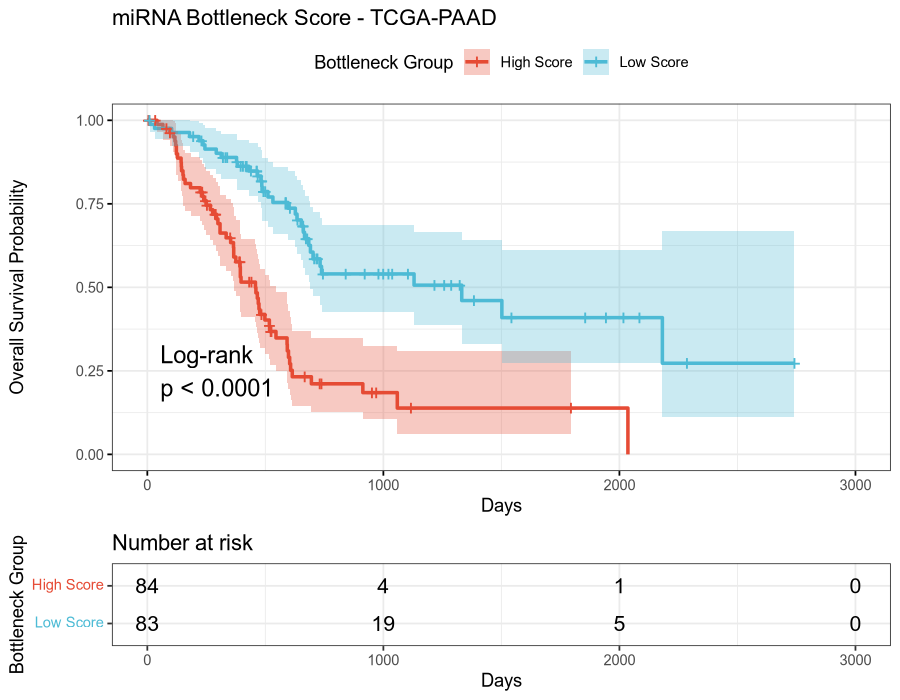 miRNA Bottleneck Score - TCGA-PAAD
Bottleneck Group High Score Low Score
Overall Survival Probability
1.00
0.75
0.50
0.25
0.00
Log-rank
p < 0.0001
0 1000 2000 3000
Days
Number at risk
Bottleneck Group
High Score 84 4 1 0
Low Score 83 19 5 0
0 1000 2000 3000
Days